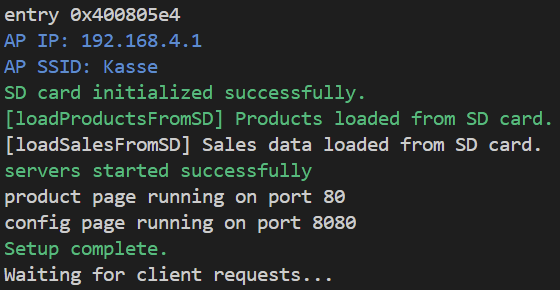 entry 0x400805e4
AP IP: 192.168.4.1
AP SSID: Kasse
SD card initialized successfully.
[loadProductsFromSD] Products loaded from SD card.
[loadSalesFromSD] Sales data loaded from SD card.
servers started successfully
product page running on port 80
config page running on port 8080
Setup complete.
Waiting for client requests...